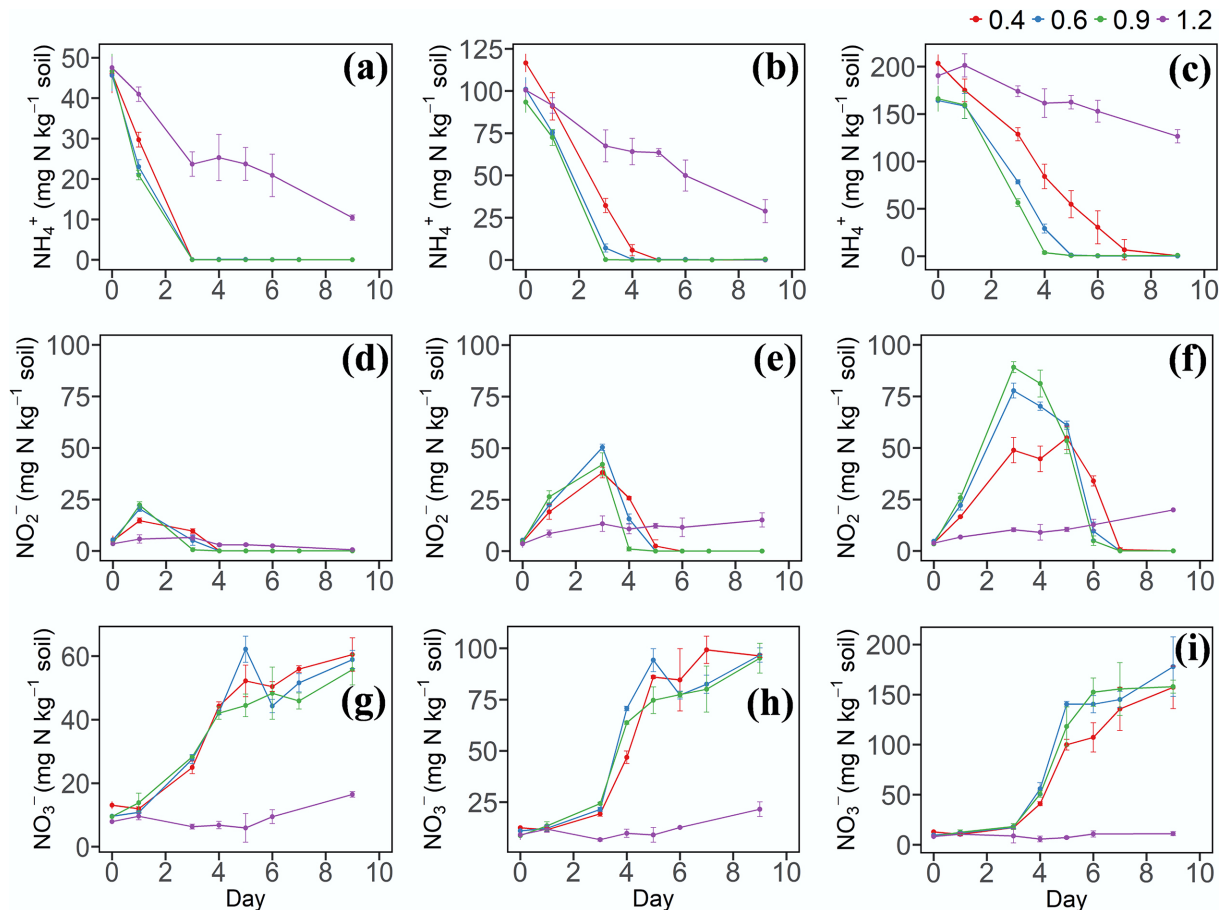 0.4 0.6 0.9 1.2
(a) (b) (c)
NH₄⁺ (mg N kg⁻¹ soil)
50
40
30
20
10
0
0 2 4 6 8 10
NH₄⁺ (mg N kg⁻¹ soil)
125
100
75
50
25
0
0 2 4 6 8 10
NH₄⁺ (mg N kg⁻¹ soil)
200
150
100
50
0
0 2 4 6 8 10
(d) (e) (f)
NO₂⁻ (mg N kg⁻¹ soil)
100
75
50
25
0
0 2 4 6 8 10
NO₂⁻ (mg N kg⁻¹ soil)
100
75
50
25
0
0 2 4 6 8 10
NO₂⁻ (mg N kg⁻¹ soil)
100
75
50
25
0
0 2 4 6 8 10
(g) (h) (i)
NO₃⁻ (mg N kg⁻¹ soil)
60
40
20
0
0 2 4 6 8 10
Day
NO₃⁻ (mg N kg⁻¹ soil)
100
75
50
25
0 2 4 6 8 10
Day
NO₃⁻ (mg N kg⁻¹ soil)
200
150
100
50
0
0 2 4 6 8 10
Day